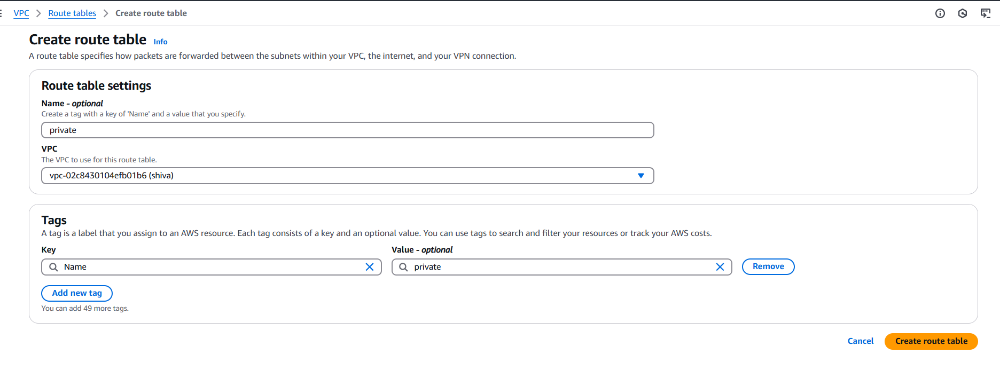 VPC > Route tables > Create route table
Create route table Info
A route table specifies how packets are forwarded between the subnets within your VPC, the internet, and your VPN connection.
Route table settings
Name - optional
Create a tag with a key of 'Name' and a value that you specify.
private
VPC
The VPC to use for this route table.
vpc-02c8430104efb01b6 (shiva)
Tags
A tag is a label that you assign to an AWS resource. Each tag consists of a key and an optional value. You can use tags to search and filter your resources or track your AWS costs.
Key Value - optional
Name private Remove
Add new tag
You can add 49 more tags.
Cancel Create route table